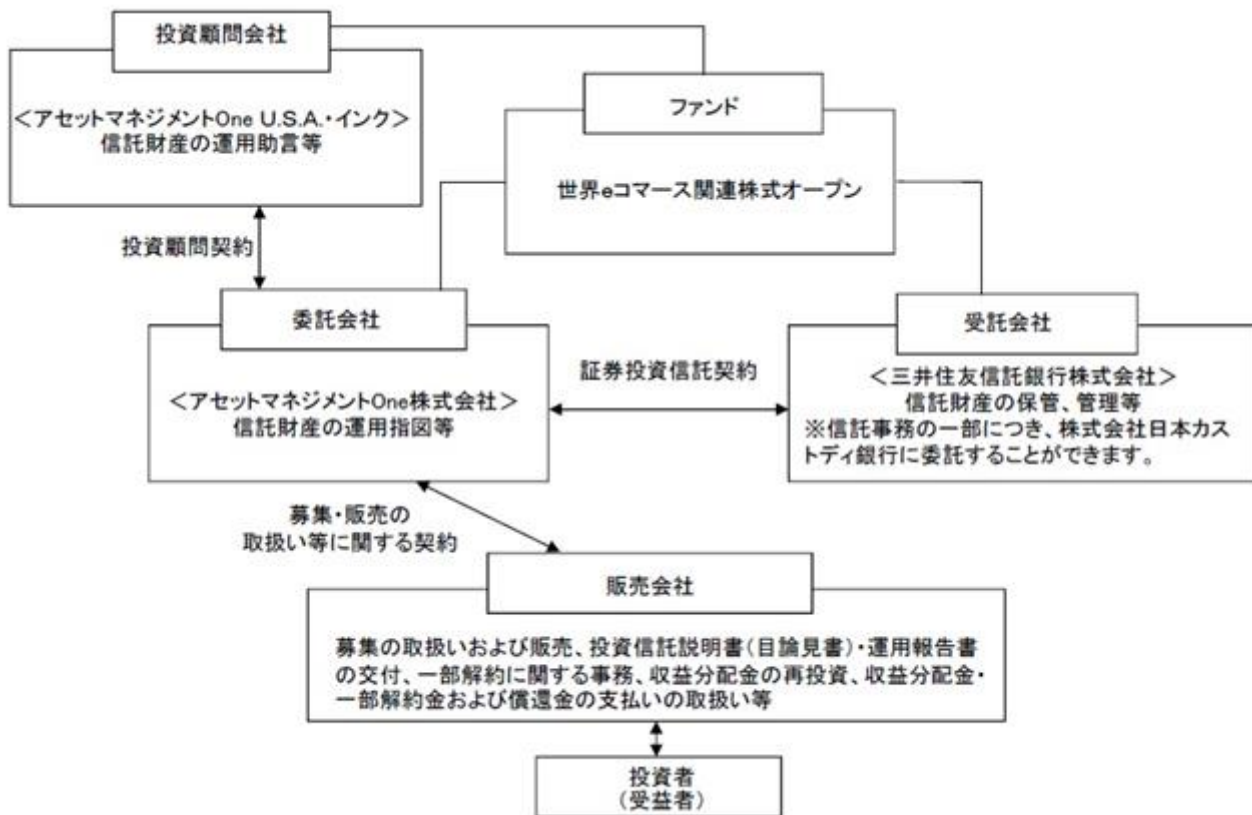 投資顧問会社
<アセットマネジメントOne U.S.A.・インク>
信託財産の運用助言等
ファンド
世界eコマース関連株式オープン
投資顧問契約
委託会社
<アセットマネジメントOne株式会社>
信託財産の運用指図等
証券投資信託契約
受託会社
<三井住友信託銀行株式会社>
信託財産の保管、管理等
※信託事務の一部につき、株式会社日本カス
トディ銀行に委託することができます。
募集・販売の
取扱い等に関する契約
販売会社
募集の取扱いおよび販売、投資信託説明書(目論見書)・運用報告書
の交付、一部解約に関する事務、収益分配金の再投資、収益分配金・
一部解約金および償還金の支払いの取扱い等
投資者
(受益者)